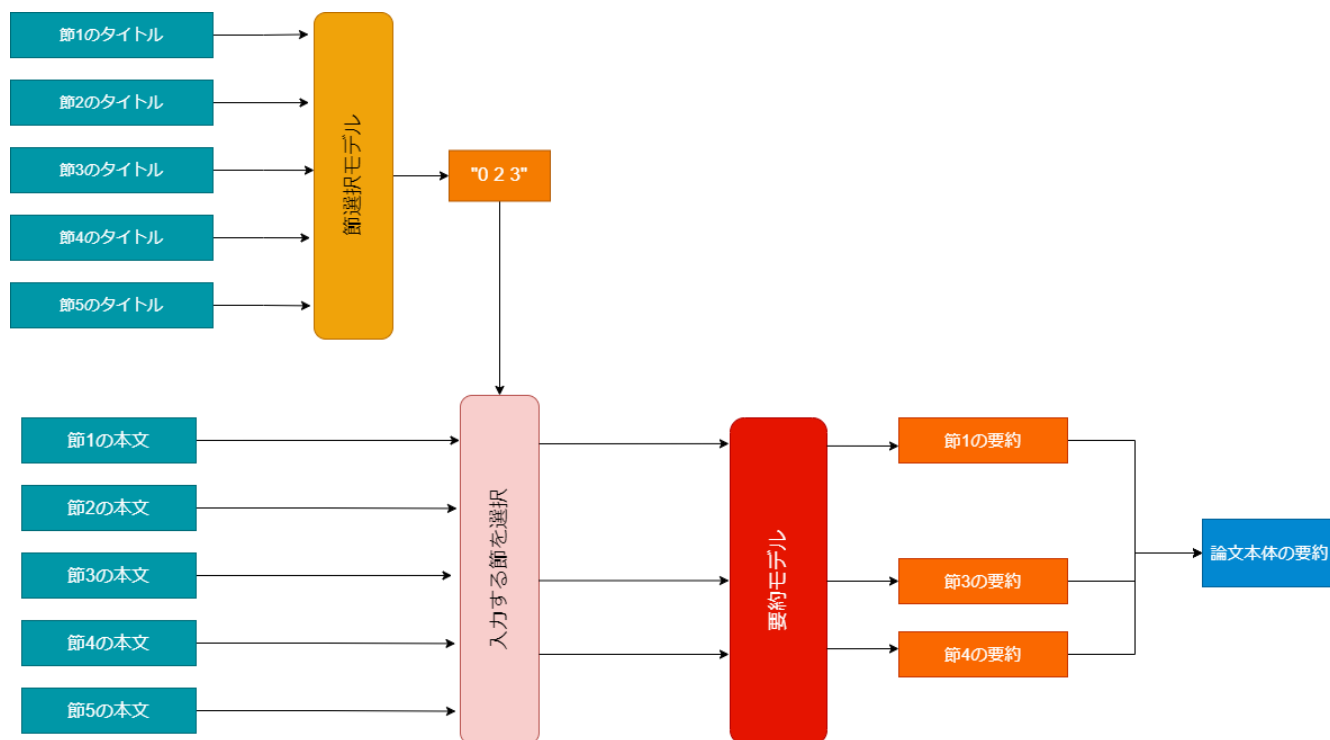 節1のタイトル
節2のタイトル
節3のタイトル
節4のタイトル
節5のタイトル
節選択モデル
"0 2 3"
節1の本文
節2の本文
節3の本文
節4の本文
節5の本文
入力する節を選択
要約モデル
節1の要約
節3の要約
節4の要約
論文本体の要約